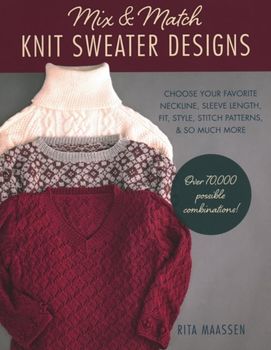 Mix & Match
KNIT SWEATER DESIGNS
CHOOSE YOUR FAVORITE
NECKLINE, SLEEVE LENGTH,
FIT, STYLE, STITCH PATTERNS,
& SO MUCH MORE
Over 70,000
possible
combinations!
RITA MAASSEN